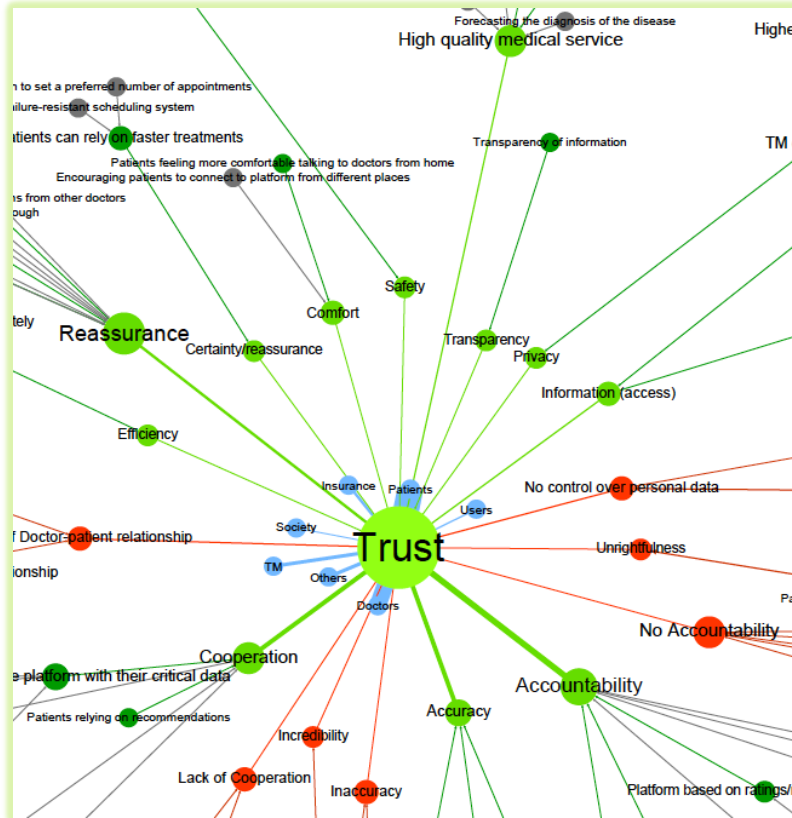 Forecasting the diagnosis of the disease
Highe
High quality medical service
n to set a preferred number of appointments
ailure-resistant scheduling system
atients can rely on faster treatments
Transparency of information
TM
Patients feeling more comfortable talking to doctors from home
Encouraging patients to connect to platform from different places
ns from other doctors
ough
Safety
Comfort
tely
Reassurance
Certainty/reassurance
Transparency
Privacy
Information (access)
Efficiency
Insurance
Patients
No control over personal data
Users
Society
f Doctor-patient relationship
Trust
Unrightfulness
TM
Others
ionship
Doctors
Pa
No Accountability
Cooperation
e platform with their critical data
Accountability
Patients relying on recommendations
Accuracy
Incredibility
Lack of Cooperation
Inaccuracy
Platform based on ratings/r